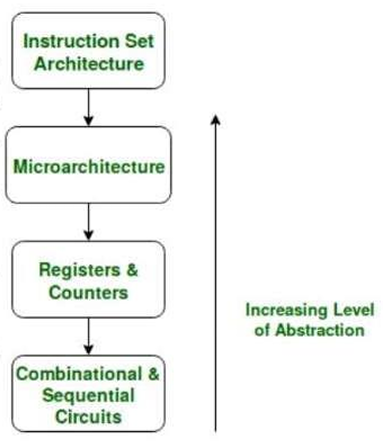 Instruction Set
Architecture
Microarchitecture
Registers &
Counters
Increasing Level
of Abstraction
Combinational &
Sequential
Circuits